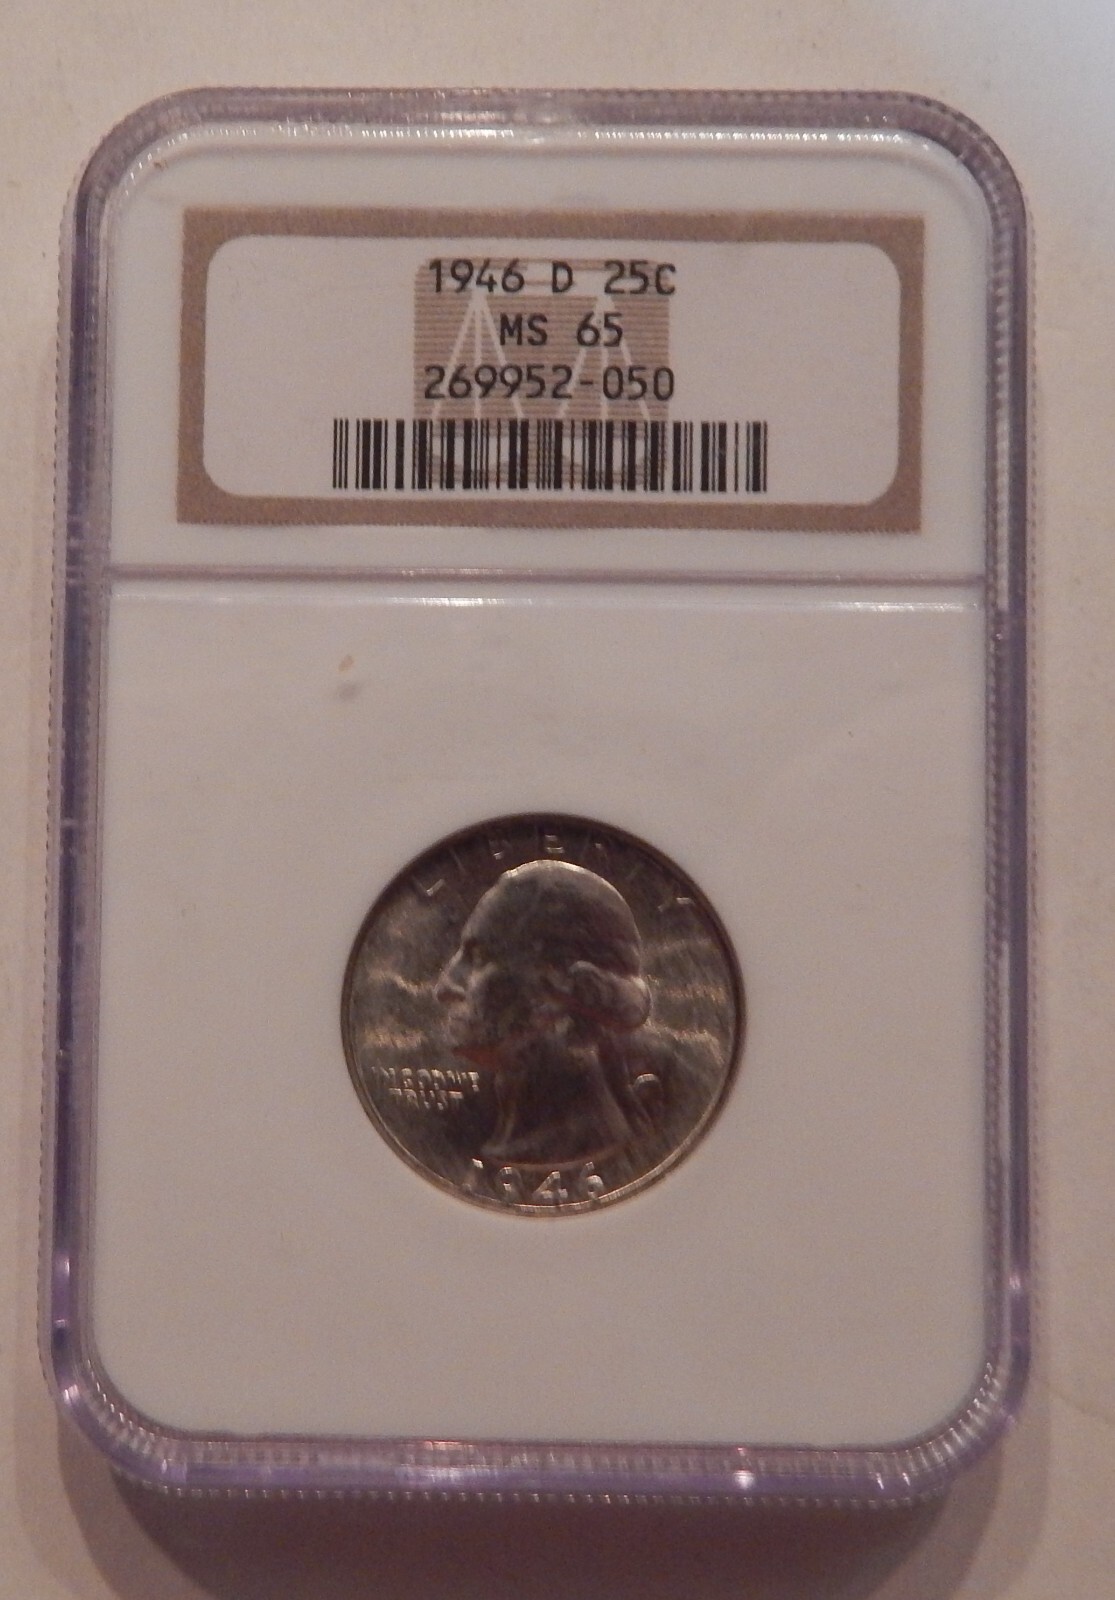 1946 D 25C
MS 65
269952-050
LIBERTY
IN GOD WE
TRUST
1946